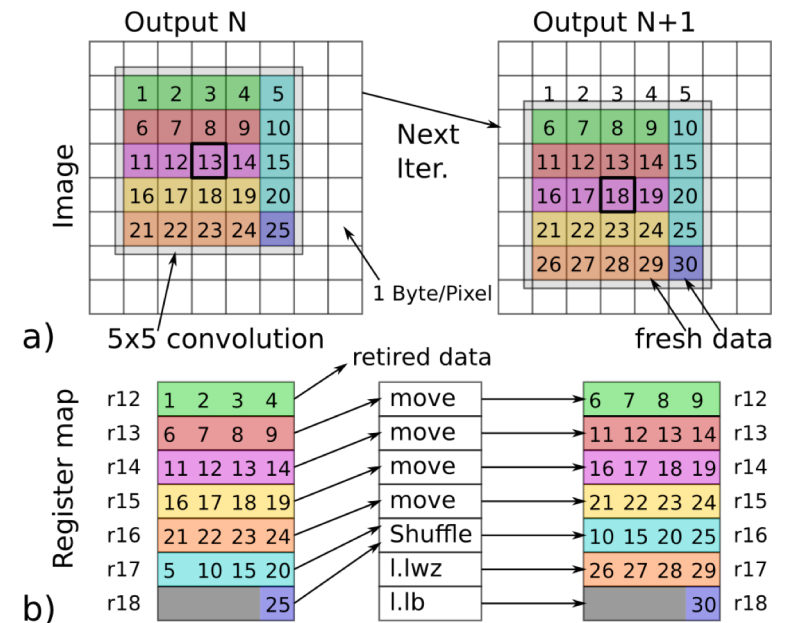 Output N
Output N+1
Image
1 2 3 4 5
6 7 8 9 10
11 12 13 14 15
16 17 18 19 20
21 22 23 24 25
Next
Iter.
1 2 3 4 5
6 7 8 9 10
11 12 13 14 15
16 17 18 19 20
21 22 23 24 25
26 27 28 29 30
1 Byte/Pixel
a)
5x5 convolution
fresh data
retired data
Register map
r12 1 2 3 4 move 6 7 8 9 r12
r13 6 7 8 9 move 11 12 13 14 r13
r14 11 12 13 14 move 16 17 18 19 r14
r15 16 17 18 19 move 21 22 23 24 r15
r16 21 22 23 24 Shuffle 10 15 20 25 r16
r17 5 10 15 20 l.lwz 26 27 28 29 r17
r18 25 l.lb 30 r18
b)